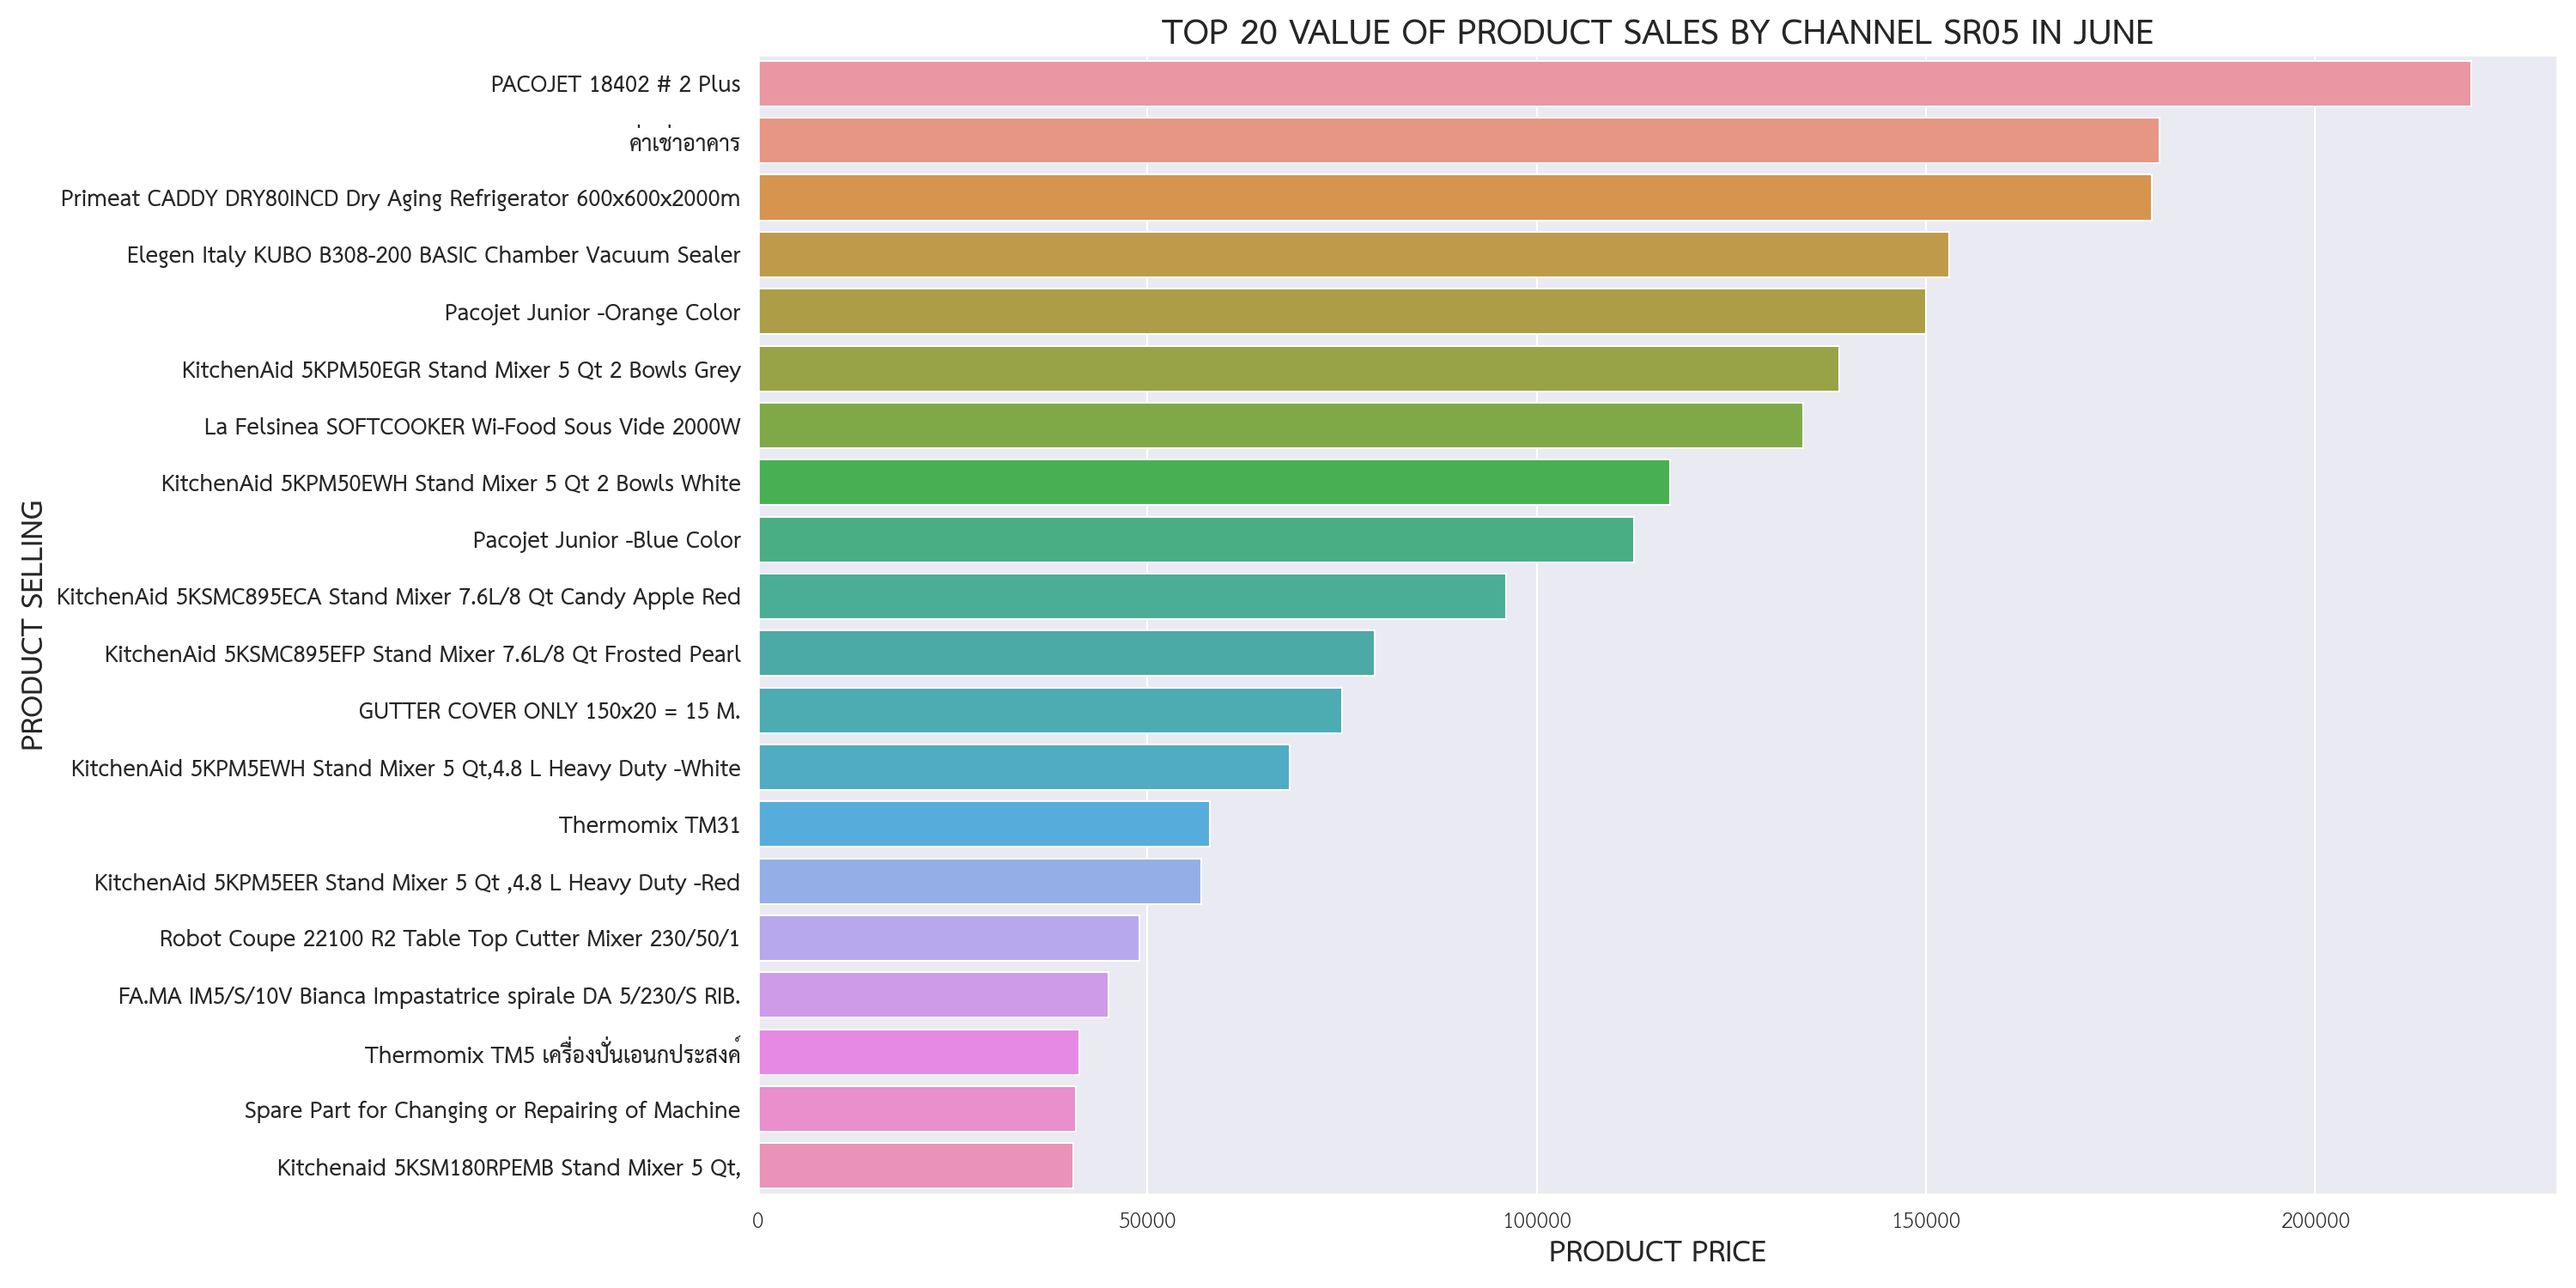 TOP 20 VALUE OF PRODUCT SALES BY CHANNEL SR05 IN JUNE
PRODUCT SELLING
PACOJET 18402 # 2 Plus
ค่าเช่าอาคาร
Primeat CADDY DRY80INCD Dry Aging Refrigerator 600x600x2000m
Elegen Italy KUBO B308-200 BASIC Chamber Vacuum Sealer
Pacojet Junior -Orange Color
KitchenAid 5KPM50EGR Stand Mixer 5 Qt 2 Bowls Grey
La Felsinea SOFTCOOKER Wi-Food Sous Vide 2000W
KitchenAid 5KPM50EWH Stand Mixer 5 Qt 2 Bowls White
Pacojet Junior -Blue Color
KitchenAid 5KSMC895ECA Stand Mixer 7.6L/8 Qt Candy Apple Red
KitchenAid 5KSMC895EFP Stand Mixer 7.6L/8 Qt Frosted Pearl
GUTTER COVER ONLY 150x20 = 15 M.
KitchenAid 5KPM5EWH Stand Mixer 5 Qt,4.8 L Heavy Duty -White
Thermomix TM31
KitchenAid 5KPM5EER Stand Mixer 5 Qt ,4.8 L Heavy Duty -Red
Robot Coupe 22100 R2 Table Top Cutter Mixer 230/50/1
FA.MA IM5/S/10V Bianca Impastatrice spirale DA 5/230/S RIB.
Thermomix TM5 เครื่องปั่นเอนกประสงค์
Spare Part for Changing or Repairing of Machine
Kitchenaid 5KSM180RPEMB Stand Mixer 5 Qt,
0 50000 100000 150000 200000
PRODUCT PRICE